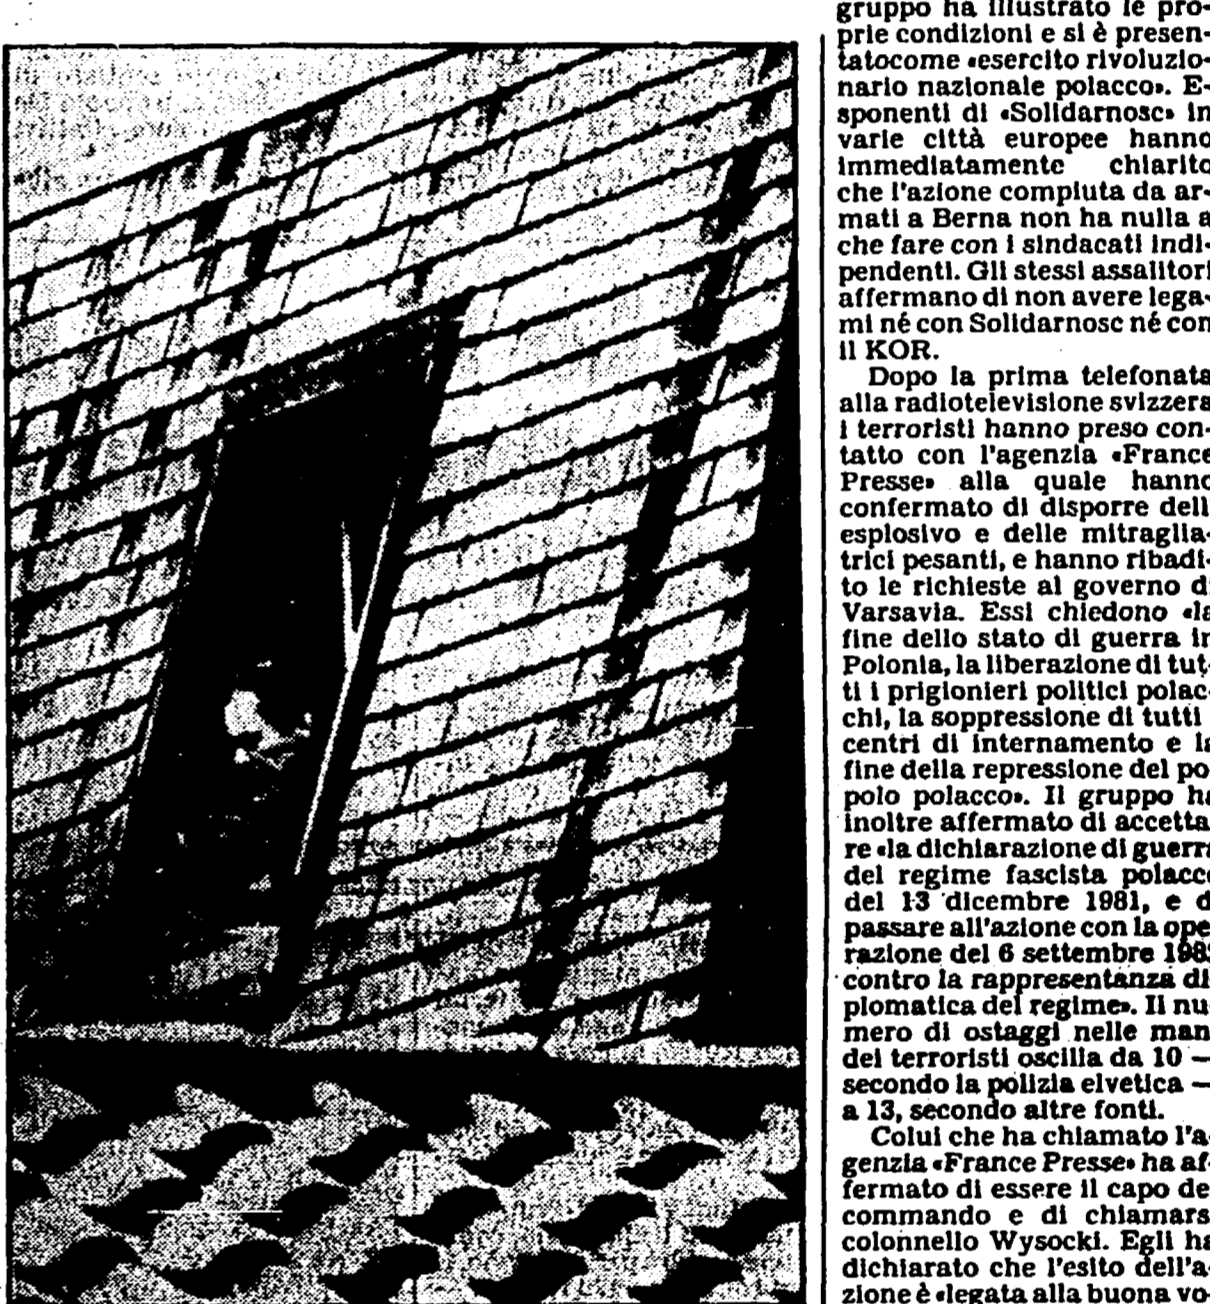 gruppo ha illustrato le pro-
prie condizioni e si è presen-
tatocome «esercito rivoluzio-
nario nazionale polacco». E-
sponenti di «Solidarnosc» in
varie città europee hanno
immediatamente chiarito
che l'azione compiuta da ar-
mati a Berna non ha nulla a
che fare con i sindacati indi-
pendenti. Gli stessi assalitori
affermano di non avere lega-
mi né con Solidarnosc né con
il KOR.
Dopo la prima telefonata
alla radiotelevisione svizzera
i terroristi hanno preso con-
tatto con l'agenzia «France
Presse» alla quale hanno
confermato di disporre dell
esplosivo e delle mitraglia-
trici pesanti, e hanno ribadi-
to le richieste al governo di
Varsavia. Essi chiedono «la
fine dello stato di guerra in
Polonia, la liberazione di tut-
ti i prigionieri politici polac-
chi, la soppressione di tutti
centri di internamento e la
fine della repressione del po-
polo polacco». Il gruppo ha
inoltre affermato di accetta-
re «la dichiarazione di guerra
del regime fascista polacco
del 13 dicembre 1981, e d
passare all'azione con la ope
razione del 6 settembre 1982
contro la rappresentanza di
plomatica del regime». Il nu
mero di ostaggi nelle man
dei terroristi oscilla da 10 —
secondo la polizia elvetica —
a 13, secondo altre fonti.
Colui che ha chiamato l'a-
genzia «France Presse» ha af-
fermato di essere il capo de
commando e di chiamars
colonnello Wysocki. Egli ha
dichiarato che l'esito dell'a-
zione è «legata alla buona vo-